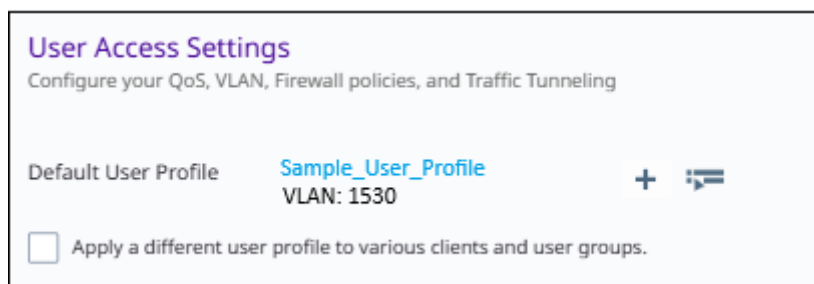 User Access Settings
Configure your QoS, VLAN, Firewall policies, and Traffic Tunneling
Default User Profile Sample_User_Profile
VLAN: 1530
Apply a different user profile to various clients and user groups.